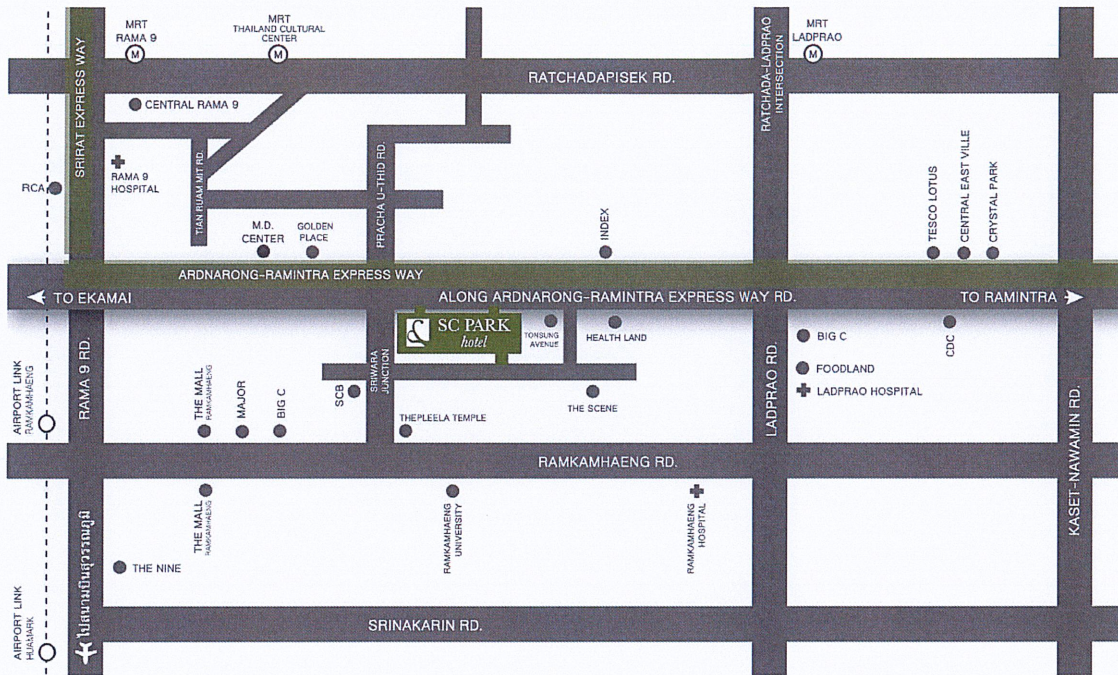 MRT
RAMA 9
M
MRT
THAILAND CULTURAL
CENTER
M
MRT
LADPRAO
M
SRIRAT EXPRESS WAY
RATCHADAPISEK RD.
RATCHADA-LADPRAO
INTERSECTION
CENTRAL RAMA 9
RCA
RAMA 9
HOSPITAL
TIAN RUAM MIT RD.
PRACHA U-THID RD.
M.D.
CENTER
GOLDEN
PLACE
INDEX
TESCO LOTUS
CENTRAL EAST VILLE
CRYSTAL PARK
ARDNARONG-RAMINTRA EXPRESS WAY
TO EKAMAI
ALONG ARDNARONG-RAMINTRA EXPRESS WAY RD.
TO RAMINTRA
SC PARK
hotel
TONSUNG
AVENUE
HEALTH LAND
BIG C
CDC
FOODLAND
LADPRAO HOSPITAL
AIRPORT LINK
RAMKAMHAENG
RAMA 9 RD.
THE MALL
RAMKAMHAENG
MAJOR
BIG C
SCB
SRIWARA
JUNCTION
THEPLEELA TEMPLE
THE SCENE
LADPRAO RD.
KASET-NAWAMIN RD.
RAMKAMHAENG RD.
THE MALL
RAMKAMHAENG
RAMKAMHAENG
UNIVERSITY
RAMKAMHAENG
HOSPITAL
THE NINE
ไปสนามบินสุวรรณภูมิ
AIRPORT LINK
HUAMARK
SRINAKARIN RD.